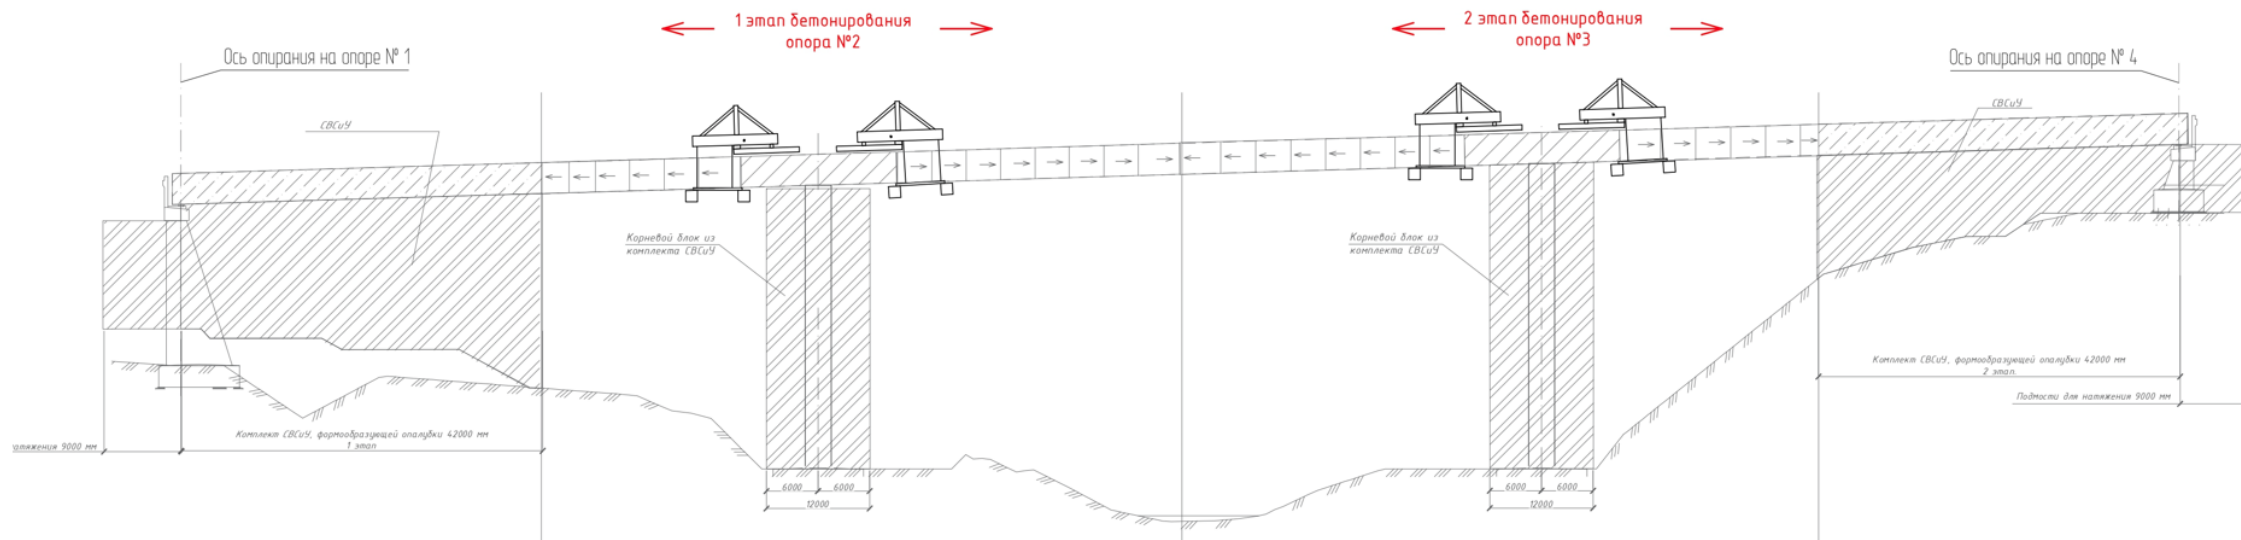 1 этап бетонирования
опора №2
2 этап бетонирования
опора №3
Ось опирания на опоре № 1
Ось опирания на опоре № 4
СВСиУ
СВСиУ
Корневой блок из
комплекта СВСиУ
Корневой блок из
комплекта СВСиУ
Комплект СВСиУ, формообразующей опалубки 42000 мм
2 этап.
Подмости для натяжения 9000 мм
Комплект СВСиУ, формообразующей опалубки 42000 мм
1 этап
атяжения 9000 мм
6000
6000
12000
6000
6000
12000